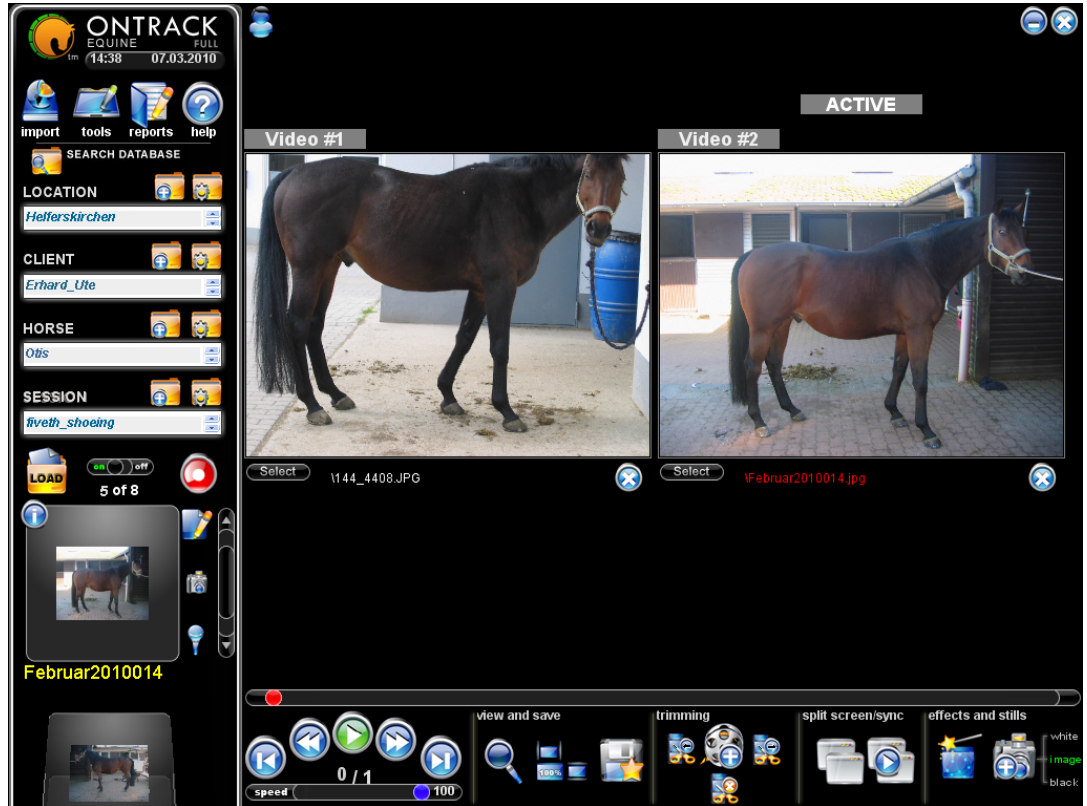 ONTRACK
EQUINE FULL
tm 14:38 07.03.2010
import tools reports help
SEARCH DATABASE
LOCATION
Helferskirchen
CLIENT
Erhard_Ute
HORSE
Otis
SESSION
fiveth_shoeing
LOAD on off
5 of 8
Februar2010014
ACTIVE
Video #1 Video #2
Select \144_4408.JPG Select \Februar2010014.jpg
0 / 1
speed 100
view and save
100%
trimming
split screen/sync
effects and stills
white
image
black